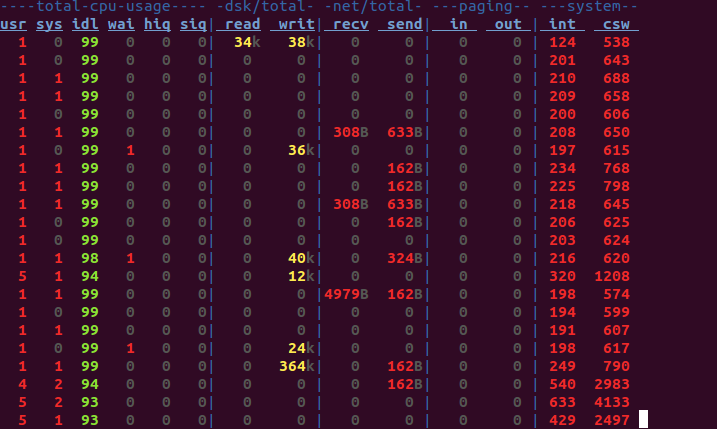 ----total-cpu-usage---- -dsk/total- -net/total- ---paging-- ---system--
usr sys idl wai hiq siq| read writ| recv send| in out | int csw
1 0 99 0 0 0| 34k 38k| 0 0 | 0 0 | 124 538
1 0 99 0 0 0| 0 0 | 0 0 | 0 0 | 201 643
1 1 99 0 0 0| 0 0 | 0 0 | 0 0 | 210 688
1 1 99 0 0 0| 0 0 | 0 0 | 0 0 | 209 658
1 0 99 0 0 0| 0 0 | 0 0 | 0 0 | 200 606
1 1 99 0 0 0| 0 0 | 308B 633B| 0 0 | 208 650
1 0 99 1 0 0| 0 36k| 0 0 | 0 0 | 197 615
1 1 99 0 0 0| 0 0 | 0 162B| 0 0 | 234 768
1 1 99 0 0 0| 0 0 | 0 162B| 0 0 | 225 798
1 1 99 0 0 0| 0 0 | 308B 633B| 0 0 | 218 645
1 0 99 0 0 0| 0 0 | 0 162B| 0 0 | 206 625
1 0 99 0 0 0| 0 0 | 0 0 | 0 0 | 203 624
1 1 98 1 0 0| 0 40k| 0 324B| 0 0 | 216 620
5 1 94 0 0 0| 0 12k| 0 0 | 0 0 | 320 1208
1 1 99 0 0 0| 0 0 |4979B 162B| 0 0 | 198 574
1 0 99 0 0 0| 0 0 | 0 0 | 0 0 | 194 599
1 1 99 0 0 0| 0 0 | 0 0 | 0 0 | 191 607
1 0 99 1 0 0| 0 24k| 0 0 | 0 0 | 198 617
1 1 99 0 0 0| 0 364k| 0 162B| 0 0 | 249 790
4 2 94 0 0 0| 0 0 | 0 162B| 0 0 | 540 2983
5 2 93 0 0 0| 0 0 | 0 0 | 0 0 | 633 4133
5 1 93 0 0 0| 0 0 | 0 0 | 0 0 | 429 2497